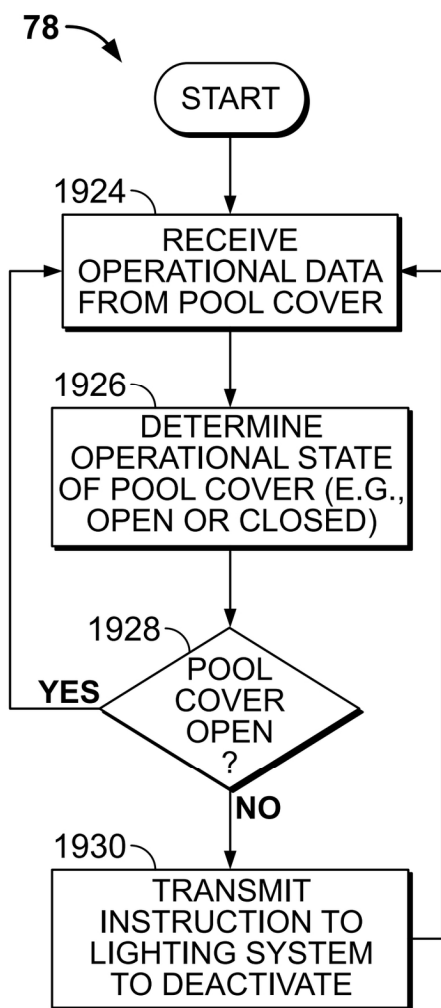 78
START
1924
RECEIVE
OPERATIONAL DATA
FROM POOL COVER
1926
DETERMINE
OPERATIONAL STATE
OF POOL COVER (E.G.,
OPEN OR CLOSED)
1928
POOL
COVER
OPEN
?
YES
NO
1930
TRANSMIT
INSTRUCTION TO
LIGHTING SYSTEM
TO DEACTIVATE